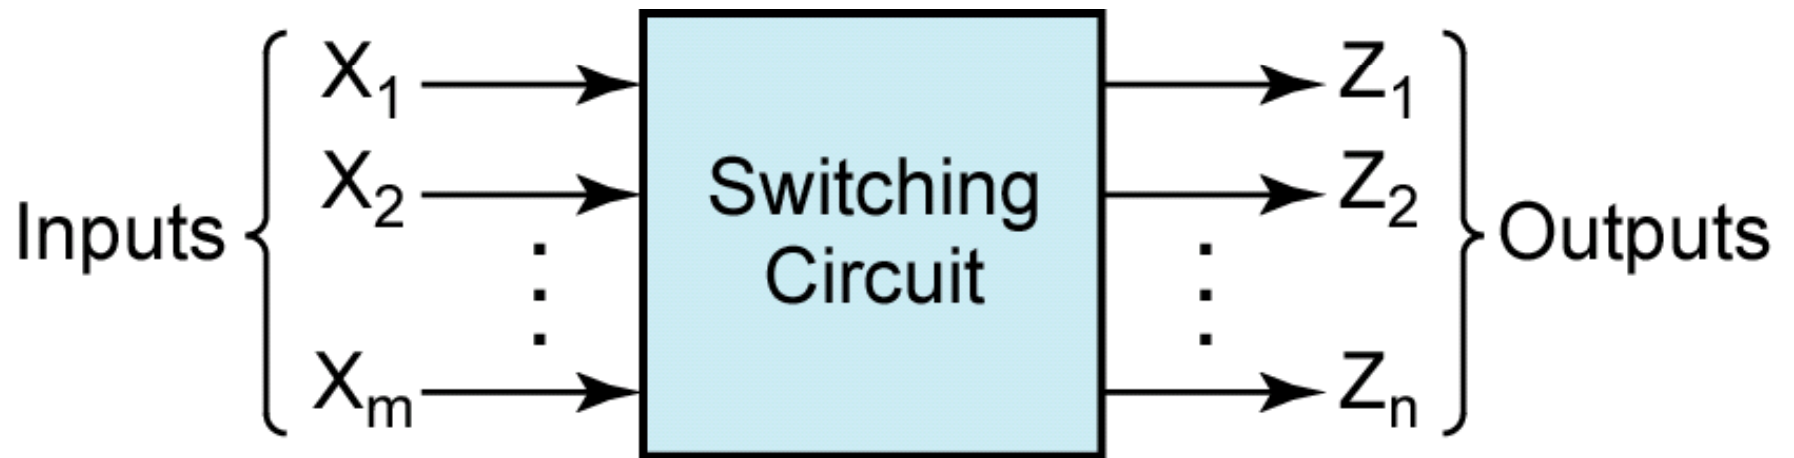 Inputs
X1
X2
Xm
Switching
Circuit
Z1
Z2
Zn
Outputs